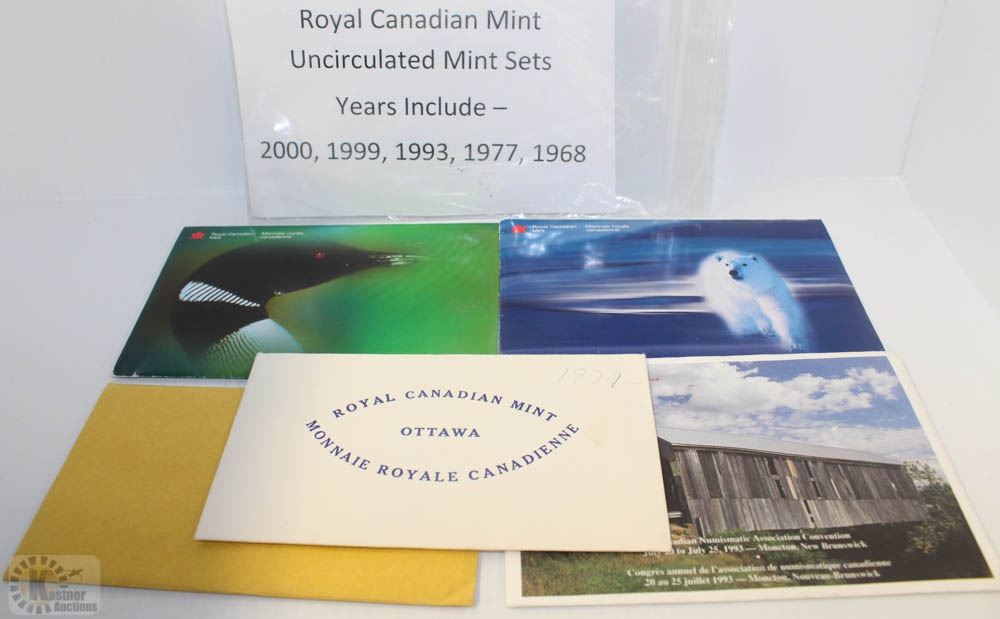 Royal Canadian Mint
Uncirculated Mint Sets
Years Include –
2000, 1999, 1993, 1977, 1968
Royal Canadian Mint
Monnaie royale canadienne
Royal Canadian Mint
Monnaie royale canadienne
ROYAL CANADIAN MINT
OTTAWA
MONNAIE ROYALE CANADIENNE
Numismatic Association Convention
to July 25, 1993 — Moncton, New Brunswick
Congrès annuel de l'association de numismatique canadienne
20 au 25 juillet 1993 — Moncton, Nouveau-Brunswick
Kastner
Auctions